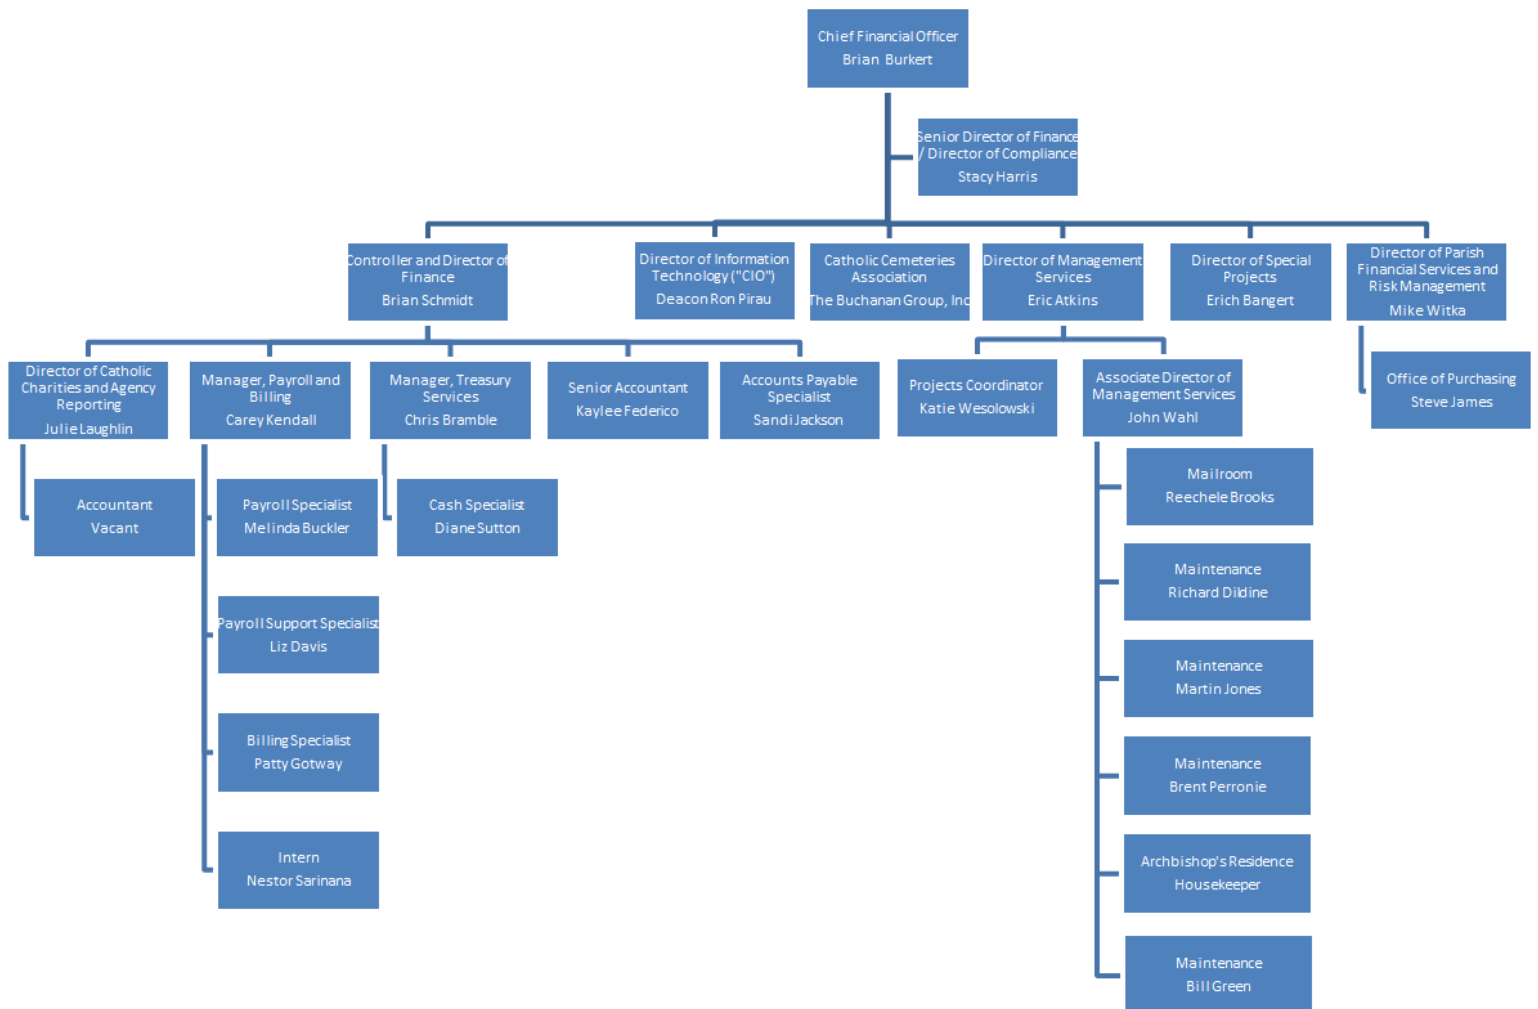 Chief Financial Officer
Brian Burkert
Senior Director of Finance
/ Director of Compliance
Stacy Harris
Controller and Director of
Finance
Brian Schmidt
Director of Information
Technology ("CIO")
Deacon Ron Pirau
Catholic Cemeteries
Association
The Buchanan Group, Inc
Director of Management
Services
Eric Atkins
Director of Special
Projects
Erich Bangert
Director of Parish
Financial Services and
Risk Management
Mike Witka
Director of Catholic
Charities and Agency
Reporting
Julie Laughlin
Manager, Payroll and
Billing
Carey Kendall
Manager, Treasury
Services
Chris Bramble
Senior Accountant
Kaylee Federico
Accounts Payable
Specialist
Sandi Jackson
Projects Coordinator
Katie Wesolowski
Associate Director of
Management Services
John Wahl
Office of Purchasing
Steve James
Accountant
Vacant
Payroll Specialist
Melinda Buckler
Cash Specialist
Diane Sutton
Payroll Support Specialist
Liz Davis
Billing Specialist
Patty Gotway
Intern
Nestor Sarinana
Mailroom
Reechele Brooks
Maintenance
Richard Dildine
Maintenance
Martin Jones
Maintenance
Brent Perronie
Archbishop's Residence
Housekeeper
Maintenance
Bill Green